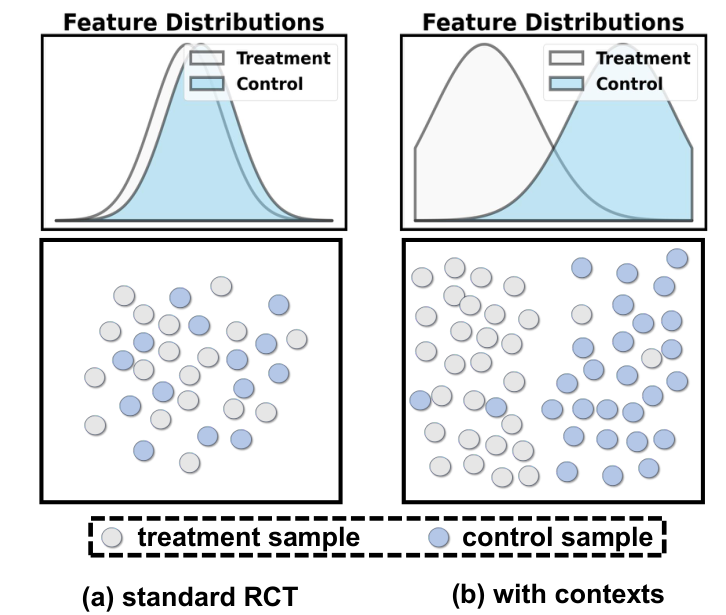 Feature Distributions
Treatment
Control
Feature Distributions
Treatment
Control
treatment sample
control sample
(a) standard RCT
(b) with contexts